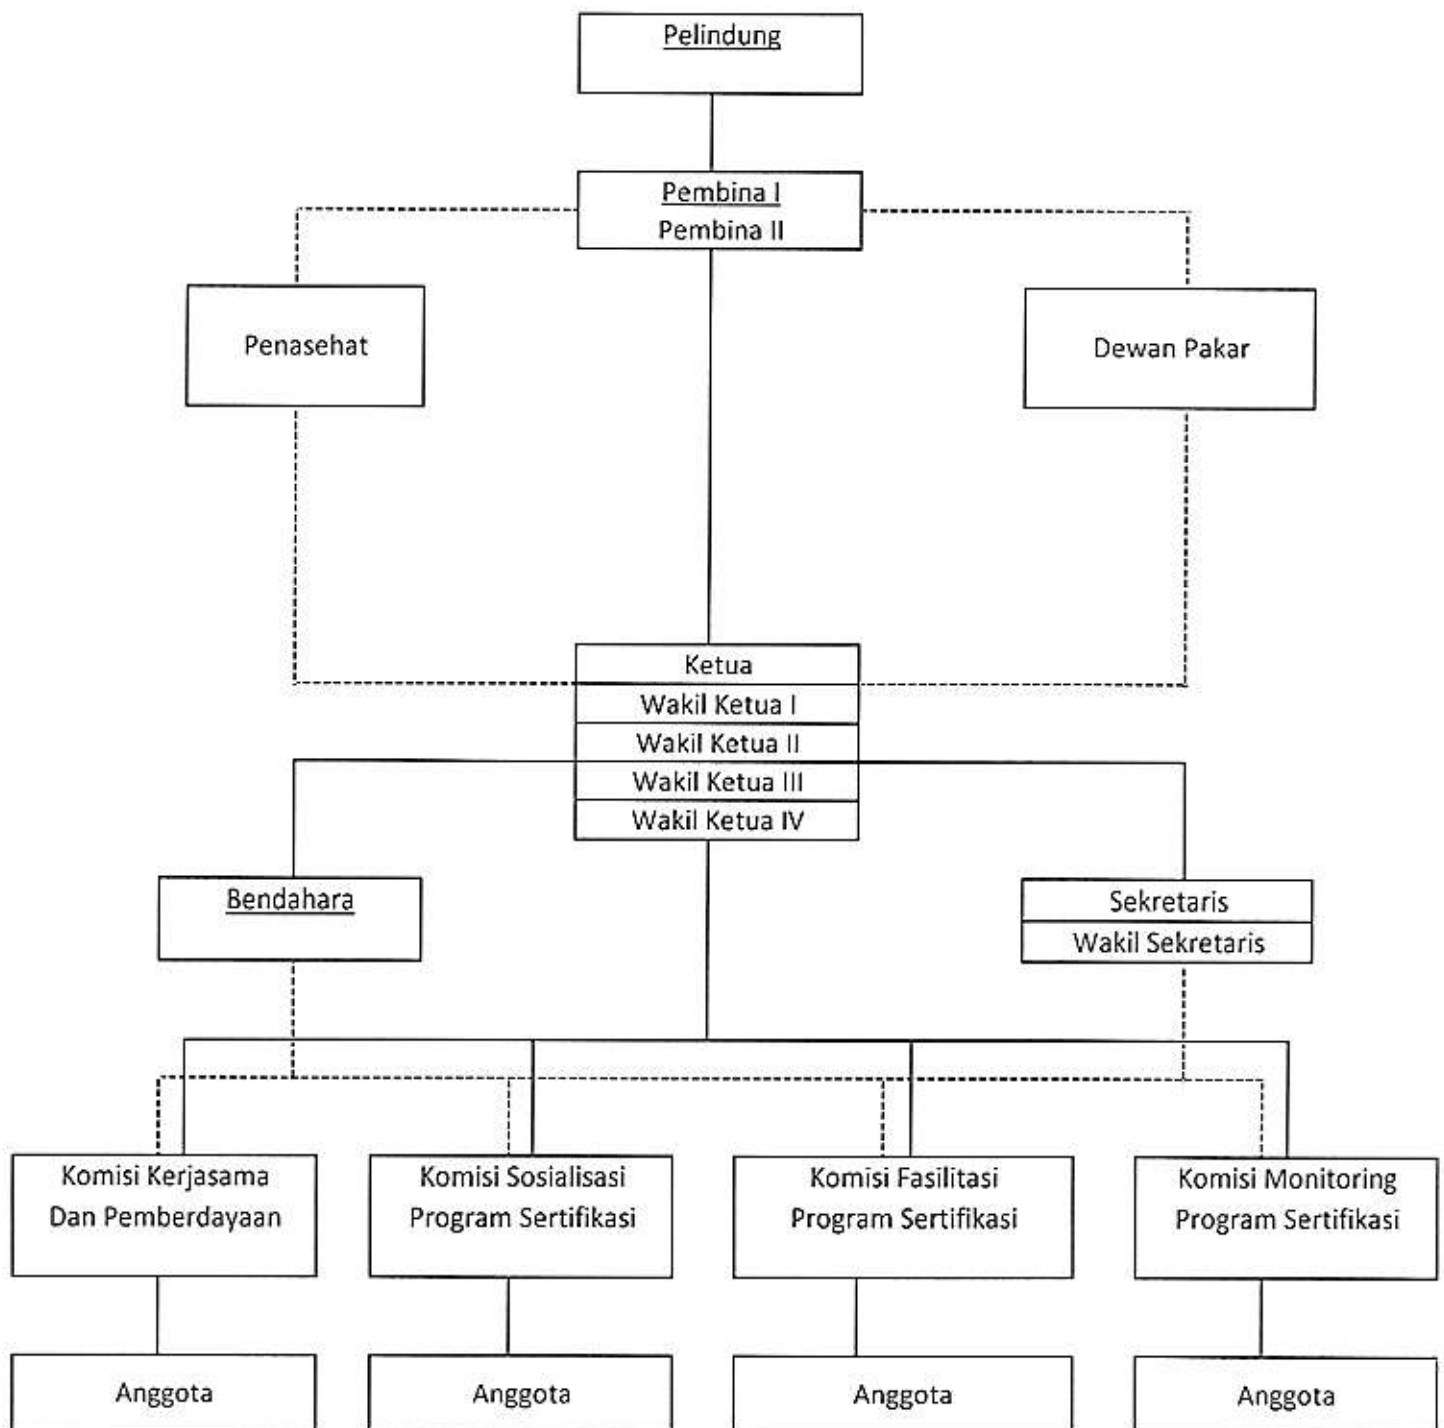 Pelindung
Pembina I
Pembina II
Penasehat
Dewan Pakar
Ketua
Wakil Ketua I
Wakil Ketua II
Wakil Ketua III
Wakil Ketua IV
Bendahara
Sekretaris
Wakil Sekretaris
Komisi Kerjasama
Dan Pemberdayaan
Komisi Sosialisasi
Program Sertifikasi
Komisi Fasilitasi
Program Sertifikasi
Komisi Monitoring
Program Sertifikasi
Anggota
Anggota
Anggota
Anggota